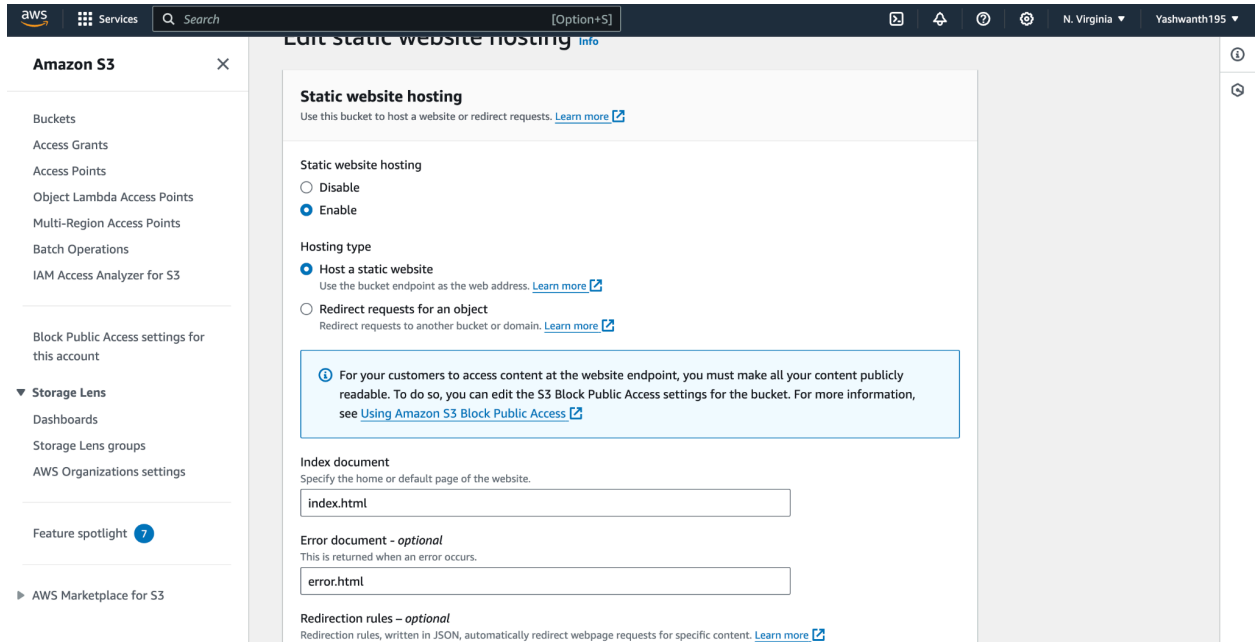 aws
Services
Search
[Option+S]
N. Virginia
Yashwanth195
Amazon S3
Buckets
Access Grants
Access Points
Object Lambda Access Points
Multi-Region Access Points
Batch Operations
IAM Access Analyzer for S3
Block Public Access settings for
this account
Storage Lens
Dashboards
Storage Lens groups
AWS Organizations settings
Feature spotlight 7
AWS Marketplace for S3
Edit static website hosting Info
Static website hosting
Use this bucket to host a website or redirect requests. Learn more
Static website hosting
Disable
Enable
Hosting type
Host a static website
Use the bucket endpoint as the web address. Learn more
Redirect requests for an object
Redirect requests to another bucket or domain. Learn more
For your customers to access content at the website endpoint, you must make all your content publicly
readable. To do so, you can edit the S3 Block Public Access settings for the bucket. For more information,
see Using Amazon S3 Block Public Access
Index document
Specify the home or default page of the website.
index.html
Error document - optional
This is returned when an error occurs.
error.html
Redirection rules – optional
Redirection rules, written in JSON, automatically redirect webpage requests for specific content. Learn more